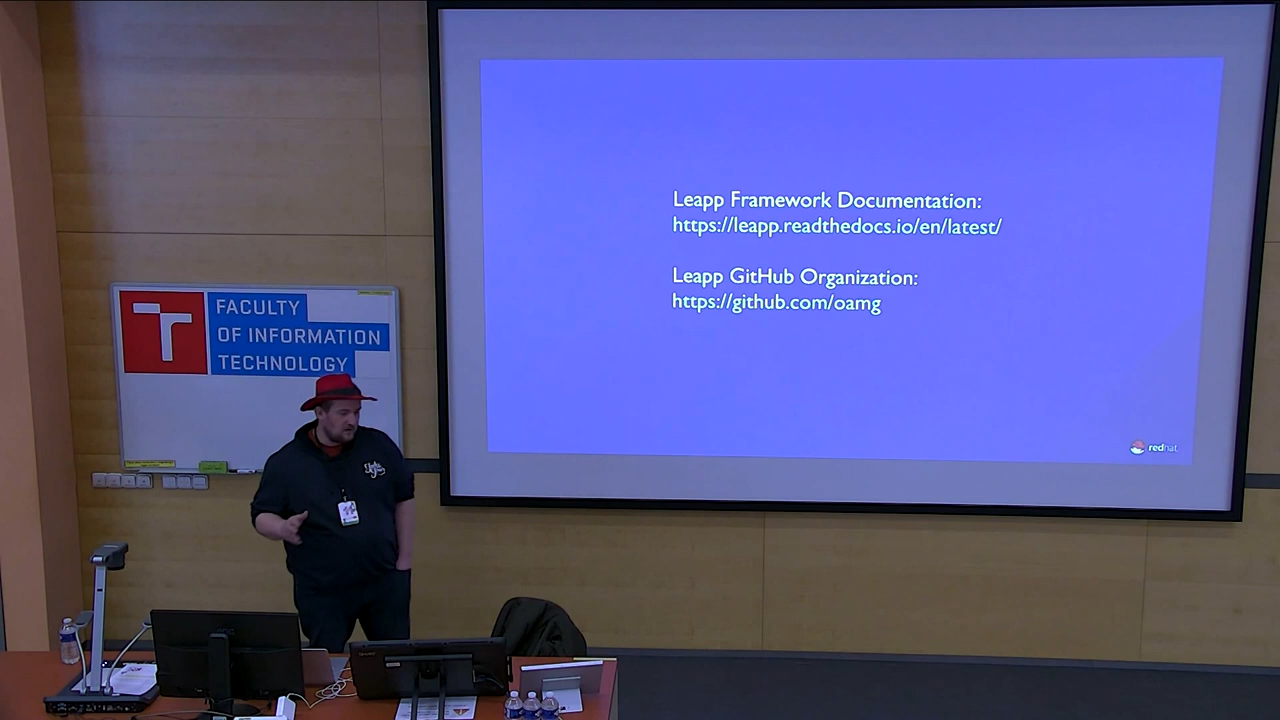 Leapp Framework Documentation:
https://leapp.readthedocs.io/en/latest/
Leapp GitHub Organization:
https://github.com/oamg
redhat
FACULTY
OF INFORMATION
TECHNOLOGY